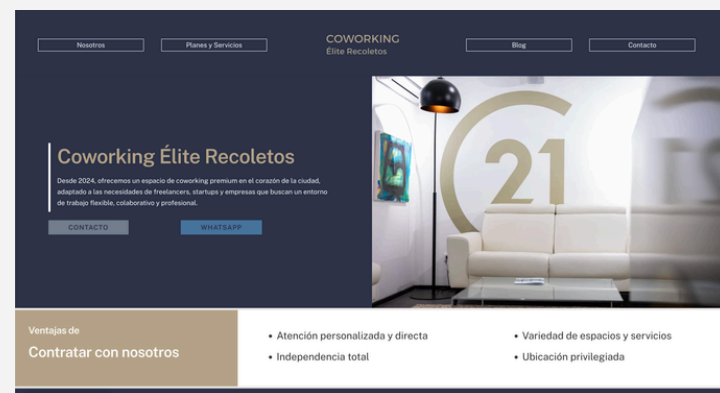 Nosotros
Planes y Servicios
COWORKING
Élite Recoletos
Blog
Contacto
Coworking Élite Recoletos
Desde 2024, ofrecemos un espacio de coworking premium en el corazón de la ciudad,
adaptado a las necesidades de freelancers, startups y empresas que buscan un entorno
de trabajo flexible, colaborativo y profesional.
CONTACTO
WHATSAPP
21
Ventajas de
Contratar con nosotros
• Atención personalizada y directa
• Independencia total
• Variedad de espacios y servicios
• Ubicación privilegiada